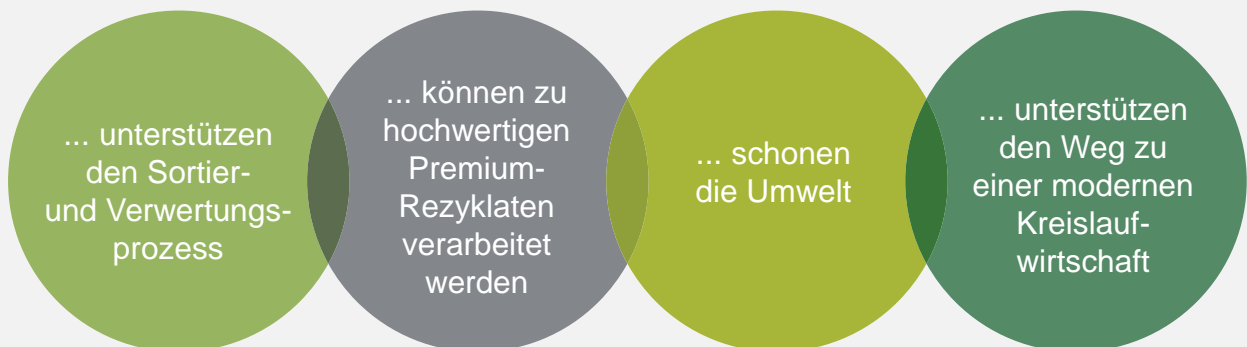 ... unterstützen
den Sortier-
und Verwertungs-
prozess
... können zu
hochwertigen
Premium-
Rezyklaten
verarbeitet
werden
... schonen
die Umwelt
... unterstützen
den Weg zu
einer modernen
Kreislauf-
wirtschaft